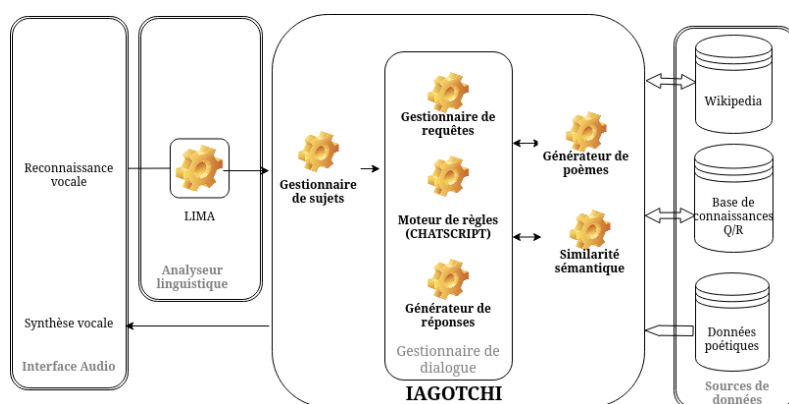 Reconnaissance
vocale
Synthèse vocale
Interface Audio
LIMA
Analyseur
linguistique
Gestionnaire
de sujets
Gestionnaire de
requêtes
Moteur de règles
(CHATSCRIPT)
Générateur de
réponses
Gestionnaire de
dialogue
Générateur de
poèmes
Similarité
sémantique
IAGOTCHI
Wikipedia
Base de
connaissances
Q/R
Données
poétiques
Sources de
données